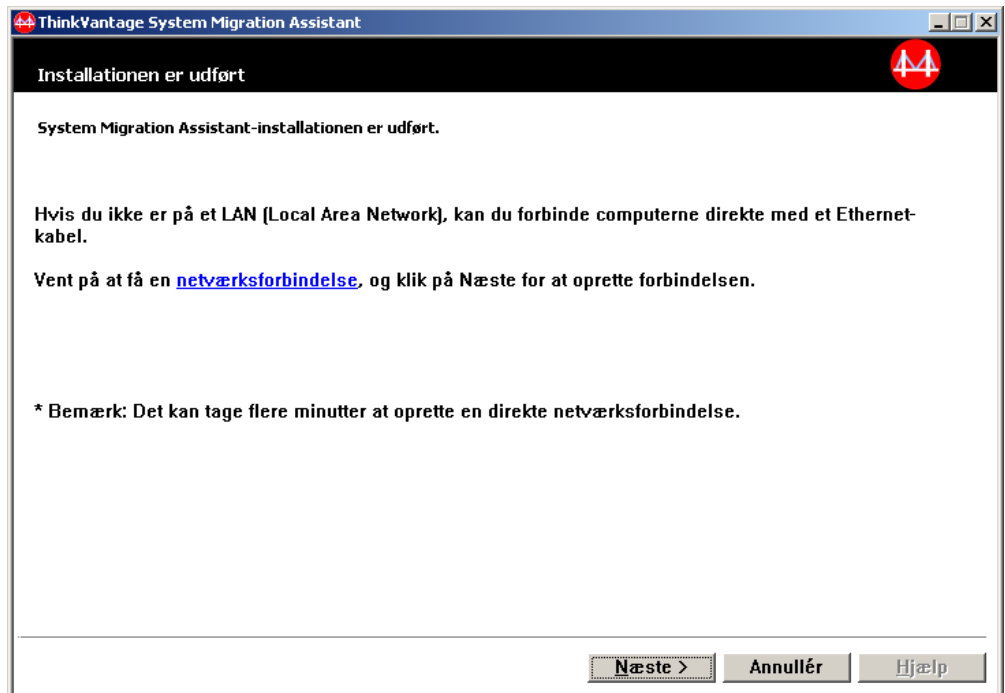 ThinkVantage System Migration Assistant
Installationen er udført
System Migration Assistant-installationen er udført.
Hvis du ikke er på et LAN (Local Area Network), kan du forbinde computerne direkte med et Ethernet-
kabel.
Vent på at få en netværksforbindelse, og klik på Næste for at oprette forbindelsen.
* Bemærk: Det kan tage flere minutter at oprette en direkte netværksforbindelse.
Næste >
Annullér
Hjælp